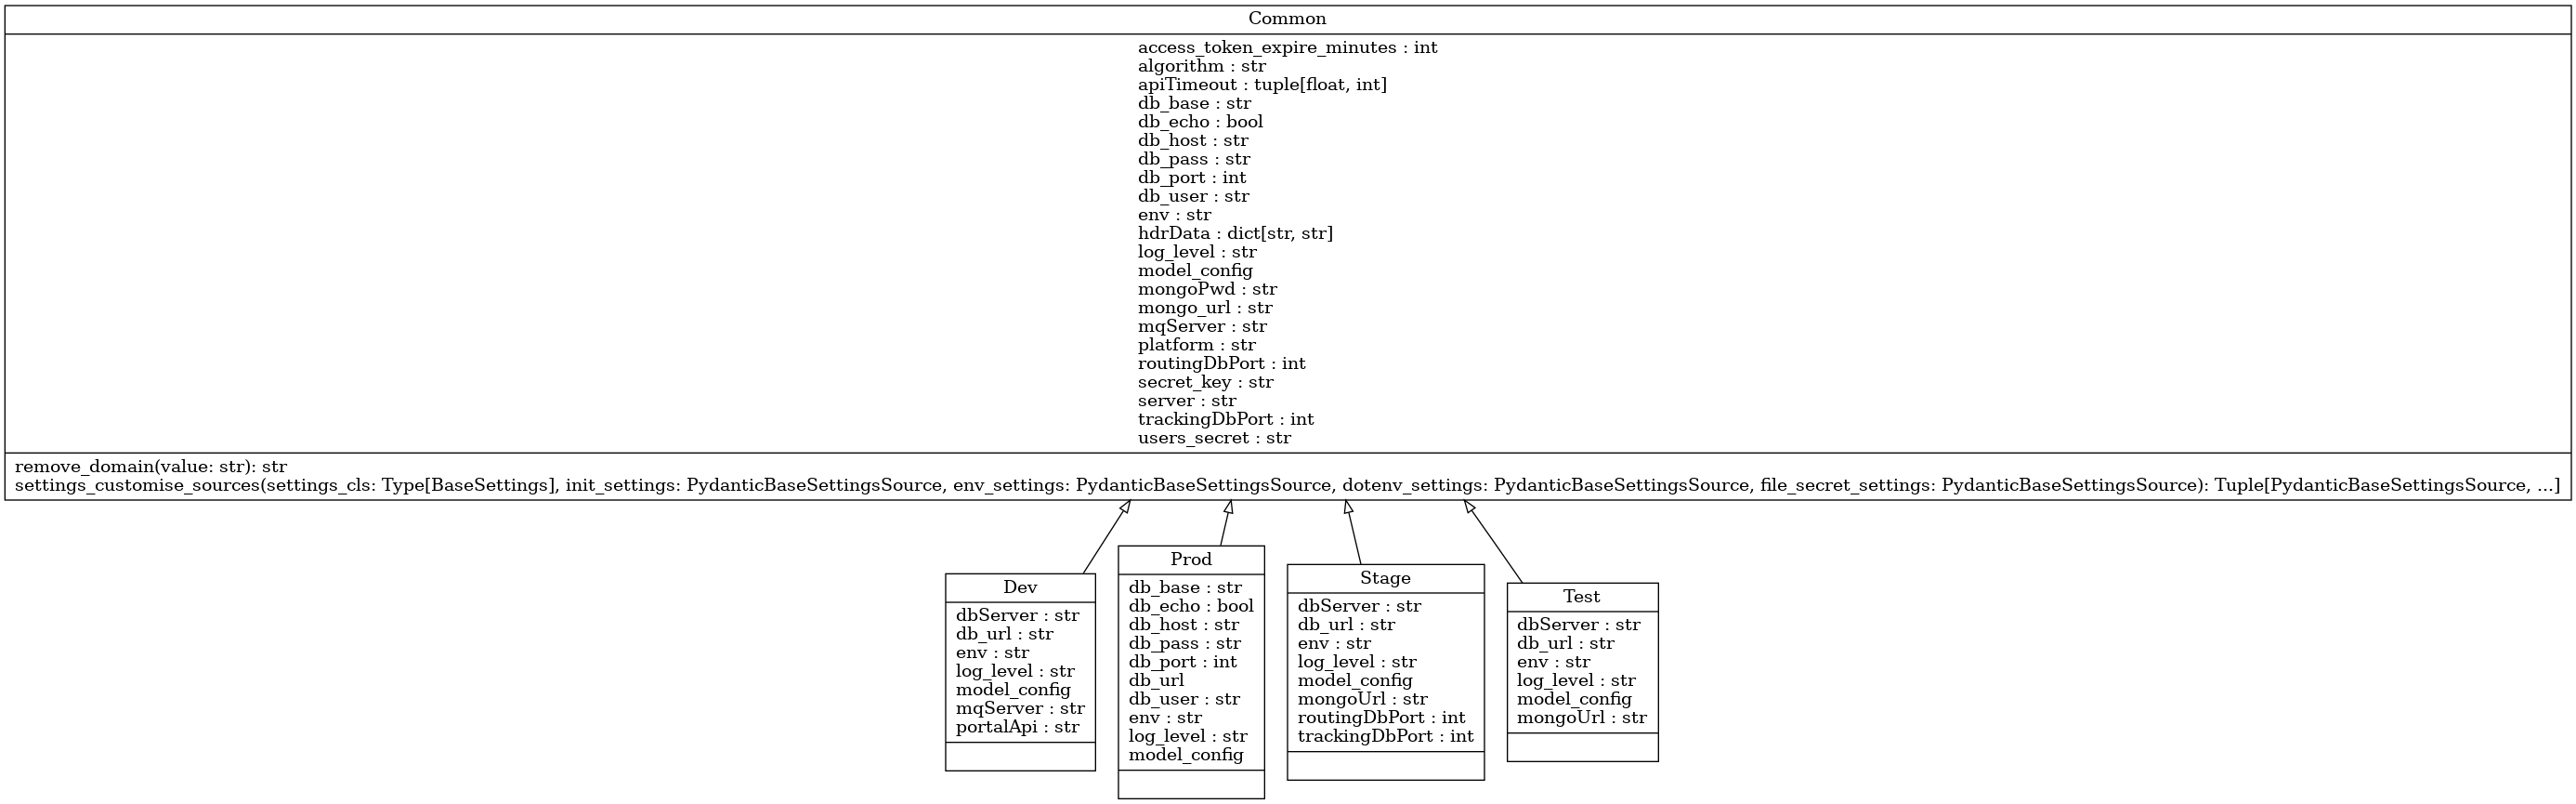 Common
access_token_expire_minutes : int
algorithm : str
apiTimeout : tuple[float, int]
db_base : str
db_echo : bool
db_host : str
db_pass : str
db_port : int
db_user : str
env : str
hdrData : dict[str, str]
log_level : str
model_config
mongoPwd : str
mongo_url : str
mqServer : str
platform : str
routingDbPort : int
secret_key : str
server : str
trackingDbPort : int
users_secret : str
remove_domain(value: str): str
settings_customise_sources(settings_cls: Type[BaseSettings], init_settings: PydanticBaseSettingsSource, env_settings: PydanticBaseSettingsSource, dotenv_settings: PydanticBaseSettingsSource, file_secret_settings: PydanticBaseSettingsSource): Tuple[PydanticBaseSettingsSource, ...]
Dev
dbServer : str
db_url : str
env : str
log_level : str
model_config
mqServer : str
portalApi : str
Prod
db_base : str
db_echo : bool
db_host : str
db_pass : str
db_port : int
db_url
db_user : str
env : str
log_level : str
model_config
Stage
dbServer : str
db_url : str
env : str
log_level : str
model_config
mongoUrl : str
routingDbPort : int
trackingDbPort : int
Test
dbServer : str
db_url : str
env : str
log_level : str
model_config
mongoUrl : str